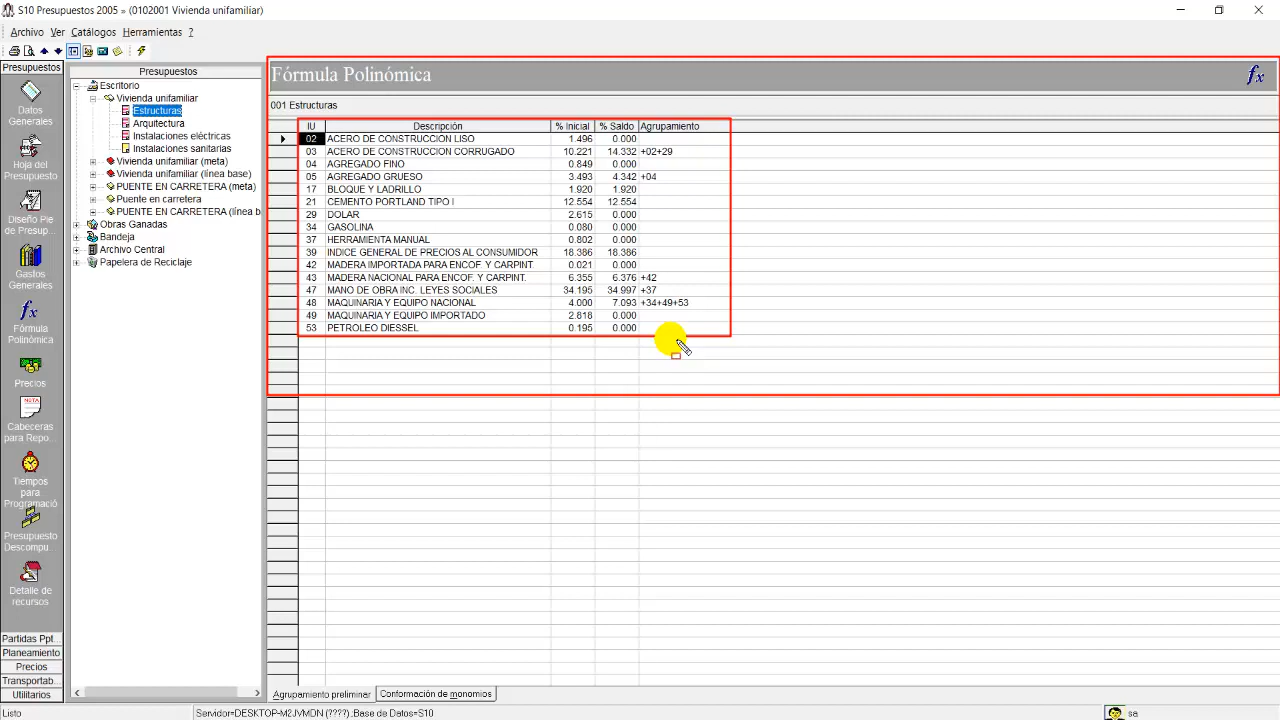 S10 Presupuestos 2005 » (0102001 Vivienda unifamiliar)
Archivo Ver Catálogos Herramientas ?
Presupuestos
Datos
Generales
Hoja del
Presupuesto
Diseño Pie
de Presup...
Gastos
Generales
Fórmula
Polinómica
Precios
Cabeceras
para Repo...
Tiempos
para
Programació
Presupuesto
Descompu...
Detalle de
recursos
Partidas Ppt...
Planeamiento
Precios
Transportab...
Utilitarios
Presupuestos
Escritorio
Vivienda unifamiliar
Estructuras
Arquitectura
Instalaciones eléctricas
Instalaciones sanitarias
Vivienda unifamiliar (meta)
Vivienda unifamiliar (línea base)
PUENTE EN CARRETERA (meta)
Puente en carretera
PUENTE EN CARRETERA (línea b
Obras Ganadas
Bandeja
Archivo Central
Papelera de Reciclaje
Fórmula Polinómica fx
001 Estructuras
IU Descripción % Inicial % Saldo Agrupamiento
02 ACERO DE CONSTRUCCION LISO 1.496 0.000
03 ACERO DE CONSTRUCCION CORRUGADO 10.221 14.332 +02+29
04 AGREGADO FINO 0.849 0.000
05 AGREGADO GRUESO 3.493 4.342 +04
17 BLOQUE Y LADRILLO 1.920 1.920
21 CEMENTO PORTLAND TIPO I 12.554 12.554
29 DOLAR 2.615 0.000
34 GASOLINA 0.080 0.000
37 HERRAMIENTA MANUAL 0.802 0.000
39 INDICE GENERAL DE PRECIOS AL CONSUMIDOR 18.386 18.386
42 MADERA IMPORTADA PARA ENCOF. Y CARPINT. 0.021 0.000
43 MADERA NACIONAL PARA ENCOF. Y CARPINT. 6.355 6.376 +42
47 MANO DE OBRA INC. LEYES SOCIALES 34.195 34.997 +37
48 MAQUINARIA Y EQUIPO NACIONAL 4.000 7.093 +34+49+53
49 MAQUINARIA Y EQUIPO IMPORTADO 2.818 0.000
53 PETROLEO DIESSEL 0.195 0.000
Agrupamiento preliminar Conformación de monomios
Listo Servidor=DESKTOP-M2JVMDN (????) ;Base de Datos=S10 sa